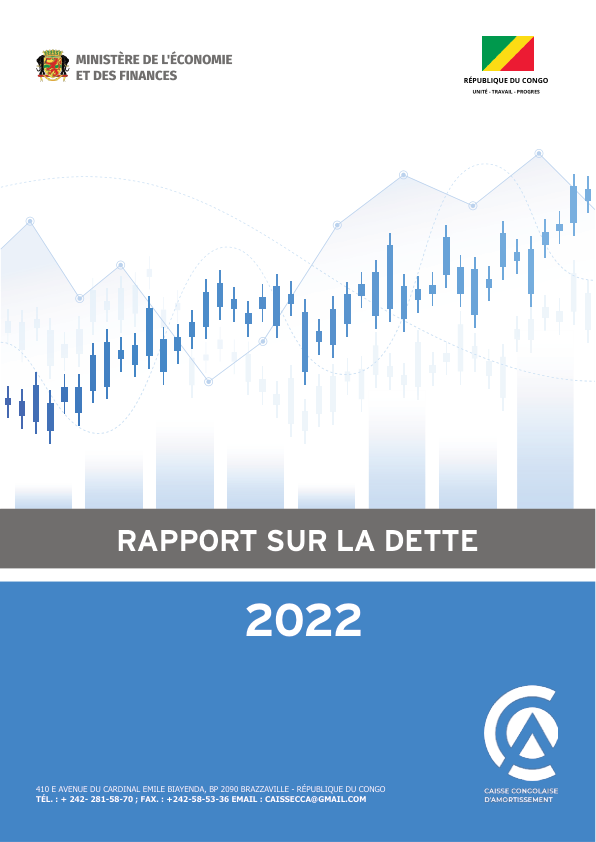 MINISTÈRE DE L'ÉCONOMIE
ET DES FINANCES
RÉPUBLIQUE DU CONGO
UNITÉ - TRAVAIL - PROGRES
RAPPORT SUR LA DETTE
2022
410 E AVENUE DU CARDINAL EMILE BIAYENDA, BP 2090 BRAZZAVILLE - RÉPUBLIQUE DU CONGO
TÉL. : + 242- 281-58-70 ; FAX. : +242-58-53-36 EMAIL : CAISSECCA@GMAIL.COM
CAISSE CONGOLAISE
D'AMORTISSEMENT